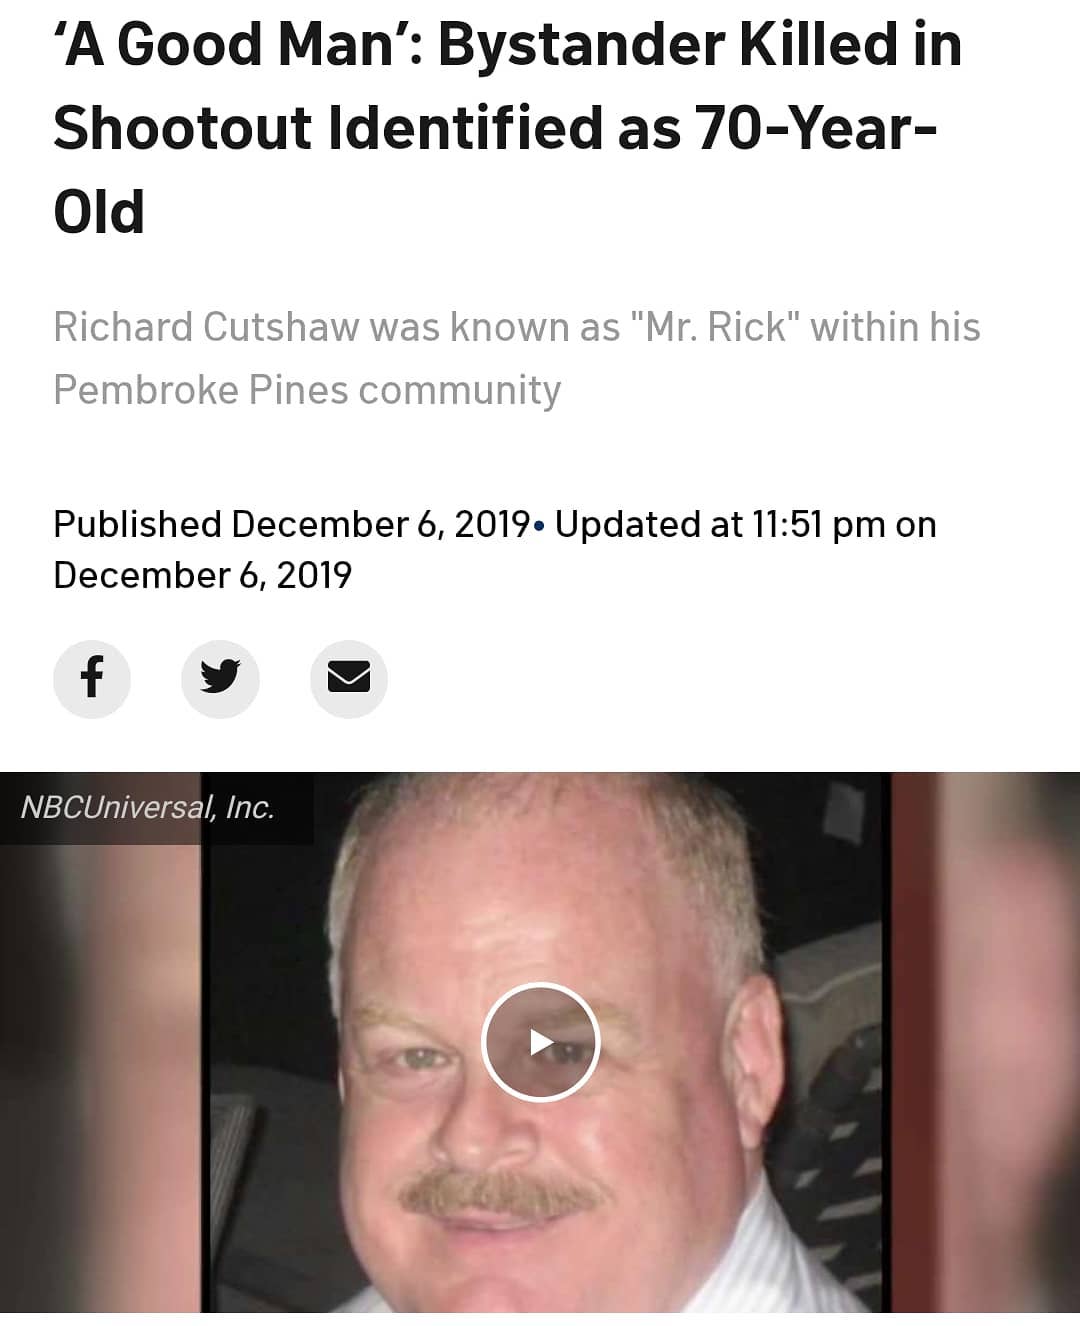 ‘A Good Man’: Bystander Killed in
Shootout Identified as 70-Year-
Old
Richard Cutshaw was known as "Mr. Rick" within his
Pembroke Pines community
Published December 6, 2019• Updated at 11:51 pm on
December 6, 2019
NBCUniversal, Inc.